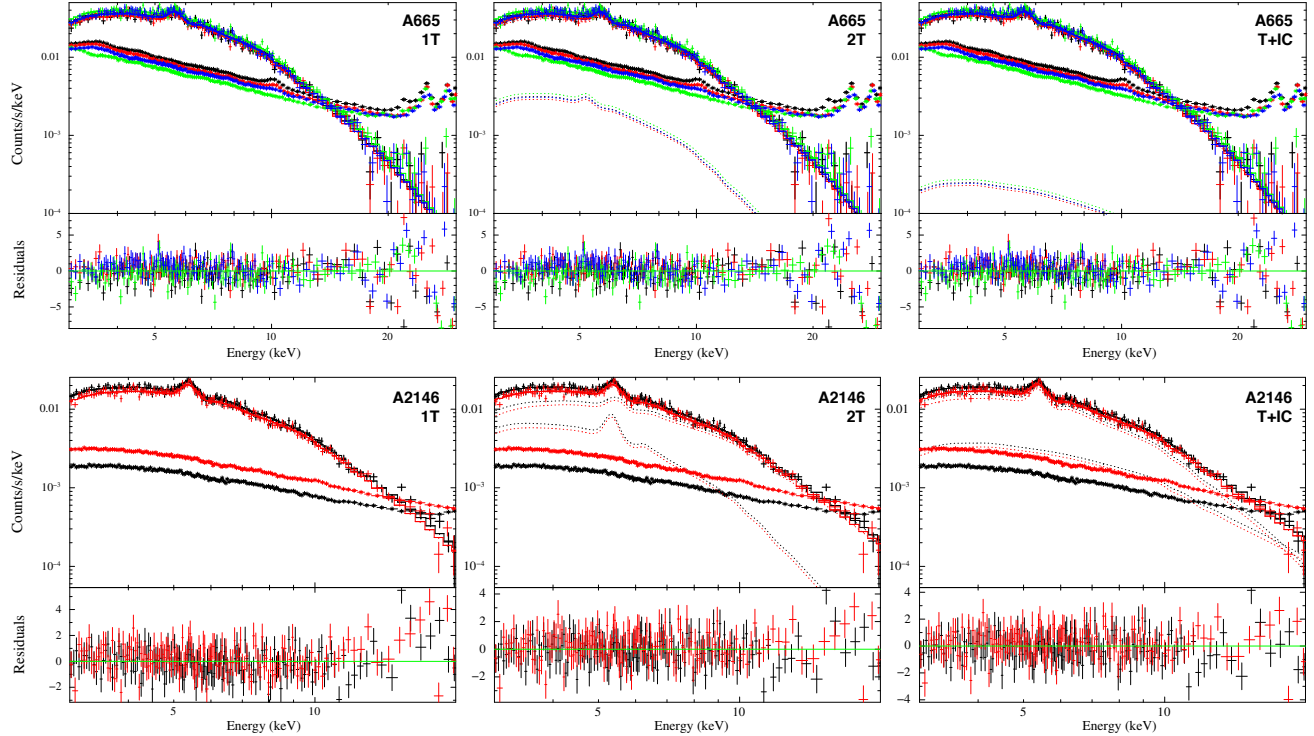 A665
1T
A665
2T
A665
T+IC
Counts/s/keV
0.01
10⁻³
10⁻⁴
0.01
10⁻³
10⁻⁴
0.01
10⁻³
10⁻⁴
Residuals
5
0
−5
5
0
−5
5
0
−5
5
10
20
5
10
20
5
10
20
Energy (keV)
Energy (keV)
Energy (keV)
A2146
1T
A2146
2T
A2146
T+IC
Counts/s/keV
0.01
10⁻³
10⁻⁴
0.01
10⁻³
10⁻⁴
0.01
10⁻³
10⁻⁴
Residuals
4
2
0
−2
4
2
0
−2
4
2
0
−2
−4
5
10
5
10
5
10
Energy (keV)
Energy (keV)
Energy (keV)